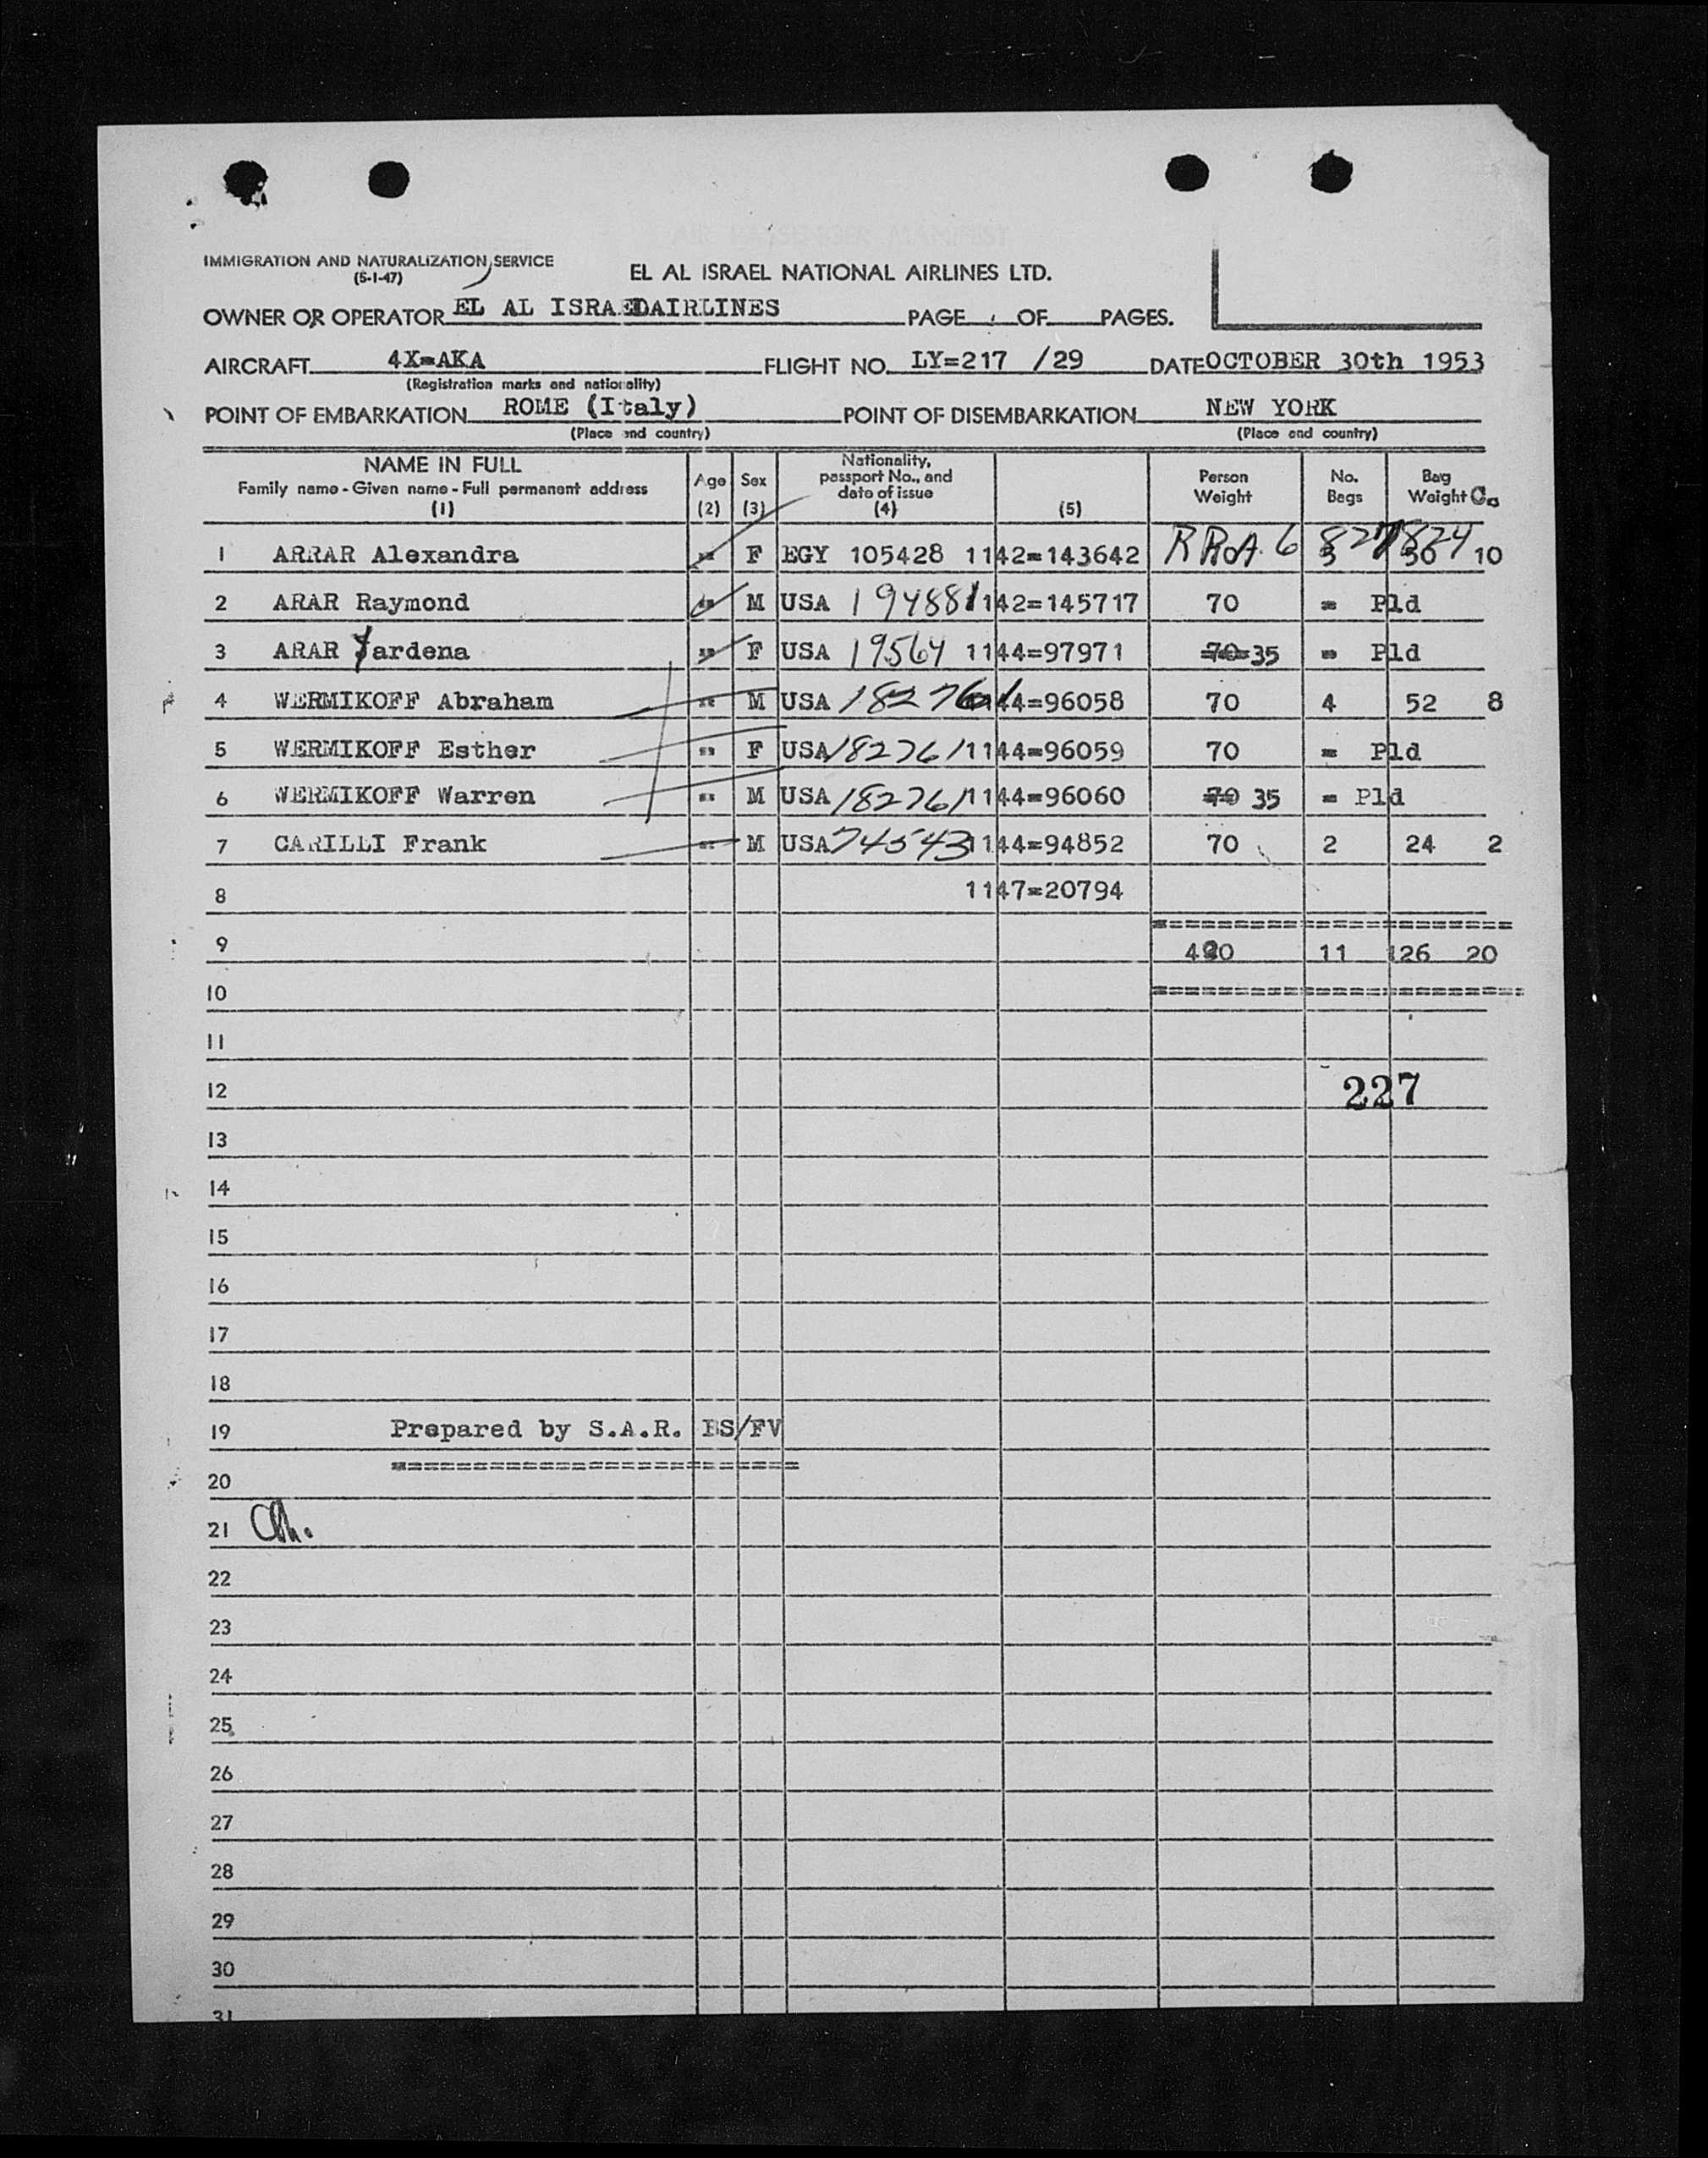 IMMIGRATION AND NATURALIZATION SERVICE
(5-1-47)
EL AL ISRAEL NATIONAL AIRLINES LTD.
OWNER OR OPERATOR EL AL ISRAEL AIRLINES PAGE OF PAGES.
AIRCRAFT 4X=AKA FLIGHT NO. LY=217 /29 DATE OCTOBER 30th 1953
(Registration marks and nationality)
POINT OF EMBARKATION ROME (Italy) POINT OF DISEMBARKATION NEW YORK
(Place and country) (Place and country)
NAME IN FULL
Family name - Given name - Full permanent address
(1)
Age
(2)
Sex
(3)
Nationality,
passport No., and
date of issue
(4)
(5)
Person
Weight
No.
Bags
Bag
Weight
1 ARRAR Alexandra F EGY 105428 1142=143642 5 50 10
2 ARAR Raymond M USA 194881 1142=145717 70 = Pld
3 ARAR Yardena F USA 19564 1144=97971 70=35 = Pld
4 WERMIKOFF Abraham M USA 18276 1144=96058 70 4 52 8
5 WERMIKOFF Esther F USA 18276 1144=96059 70 = Pld
6 WERMIKOFF Warren M USA 18276 1144=96060 70 35 = Pld
7 CARILLI Frank M USA 74543 1144=94852 70 2 24 2
8 1147=20794
9 11 126 20
10
11
12 227
13
14
15
16
17
18
19 Prepared by S.A.R. BS/FV
20
21
22
23
24
25
26
27
28
29
30
31